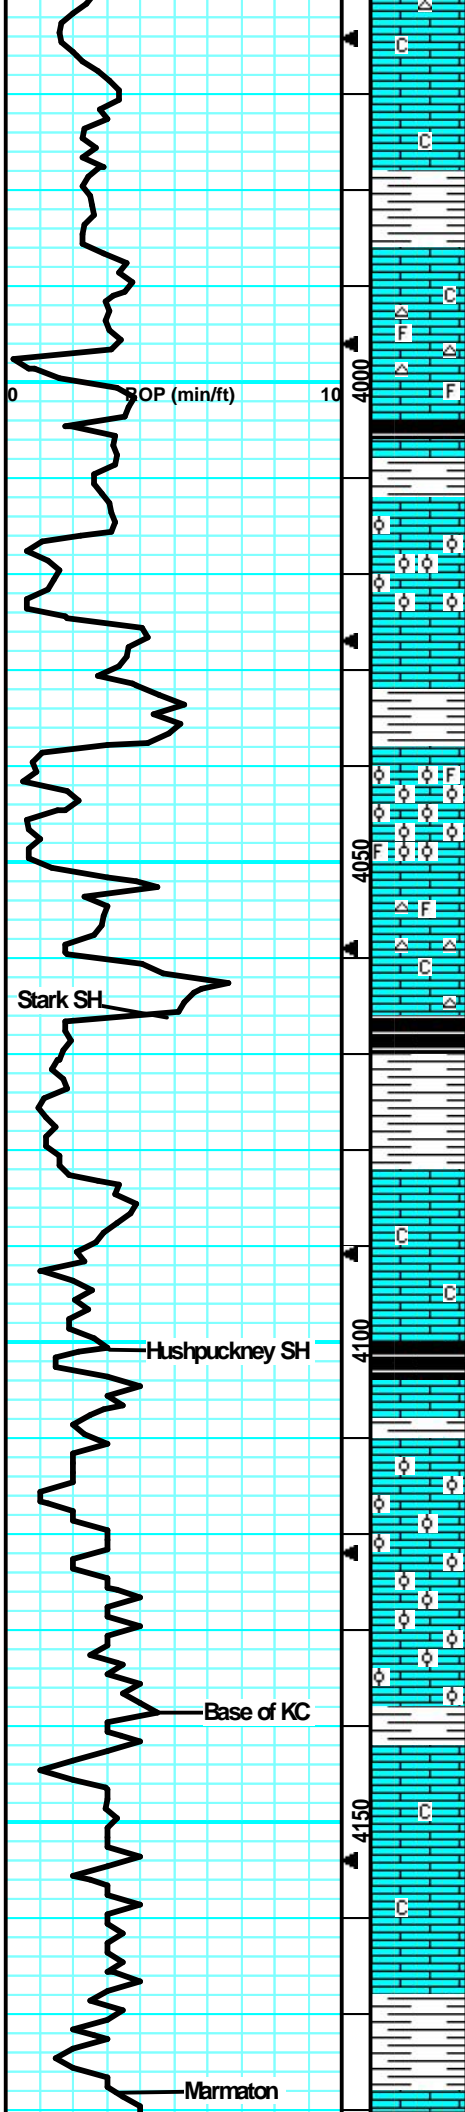 C
C
C
F
4000
0 ROP (min/ft) 10
F
F
4050
F
F
C
Stark SH
C
C
4100
Hushpuckney SH
Base of KC
4150
C
C
Marmaton